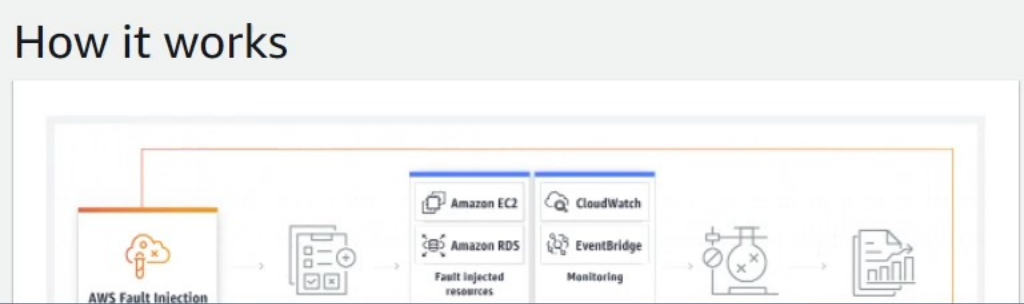 How it works
Amazon EC2
CloudWatch
Amazon RDS
EventBridge
Fault injected
resources
Monitoring
AWS Fault Injection